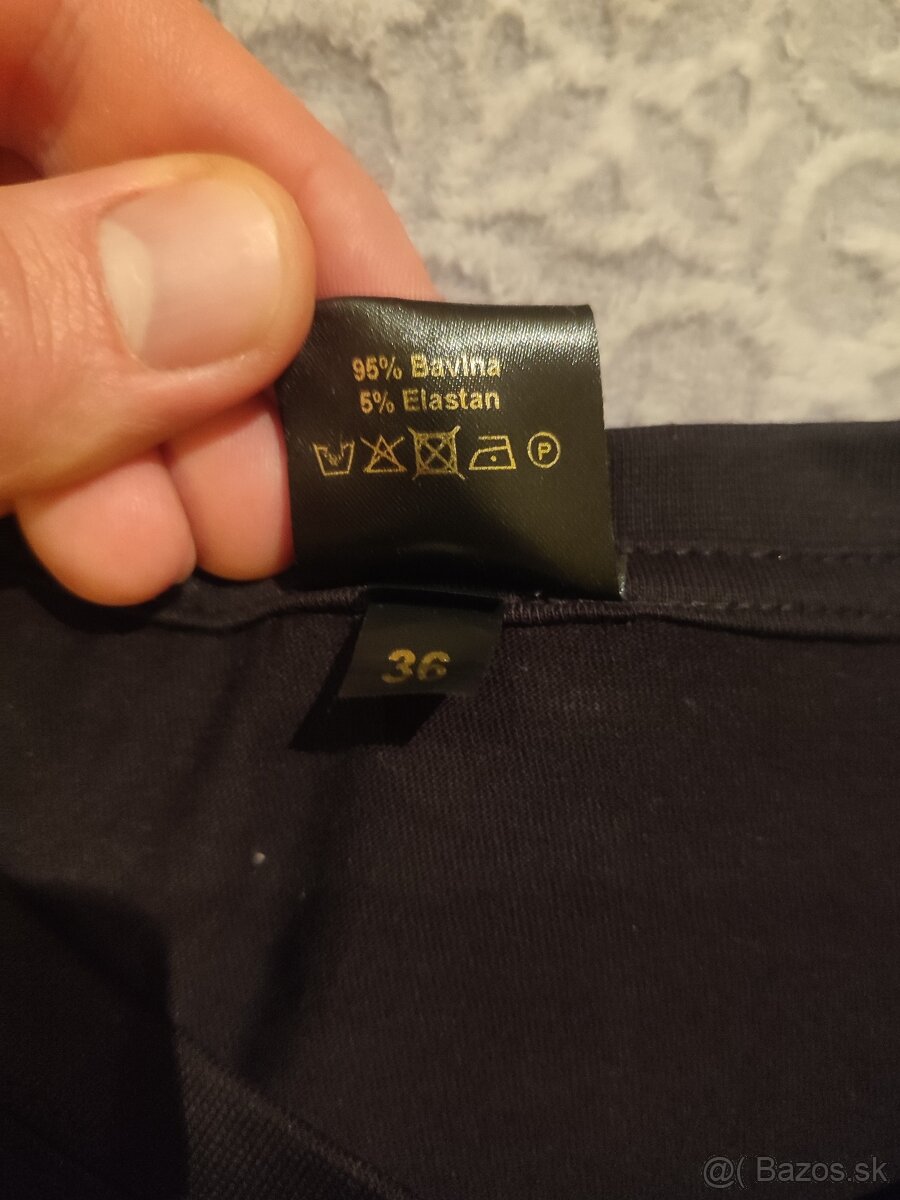 95% Bavlna
5% Elastan
P
36
@( Bazos.sk